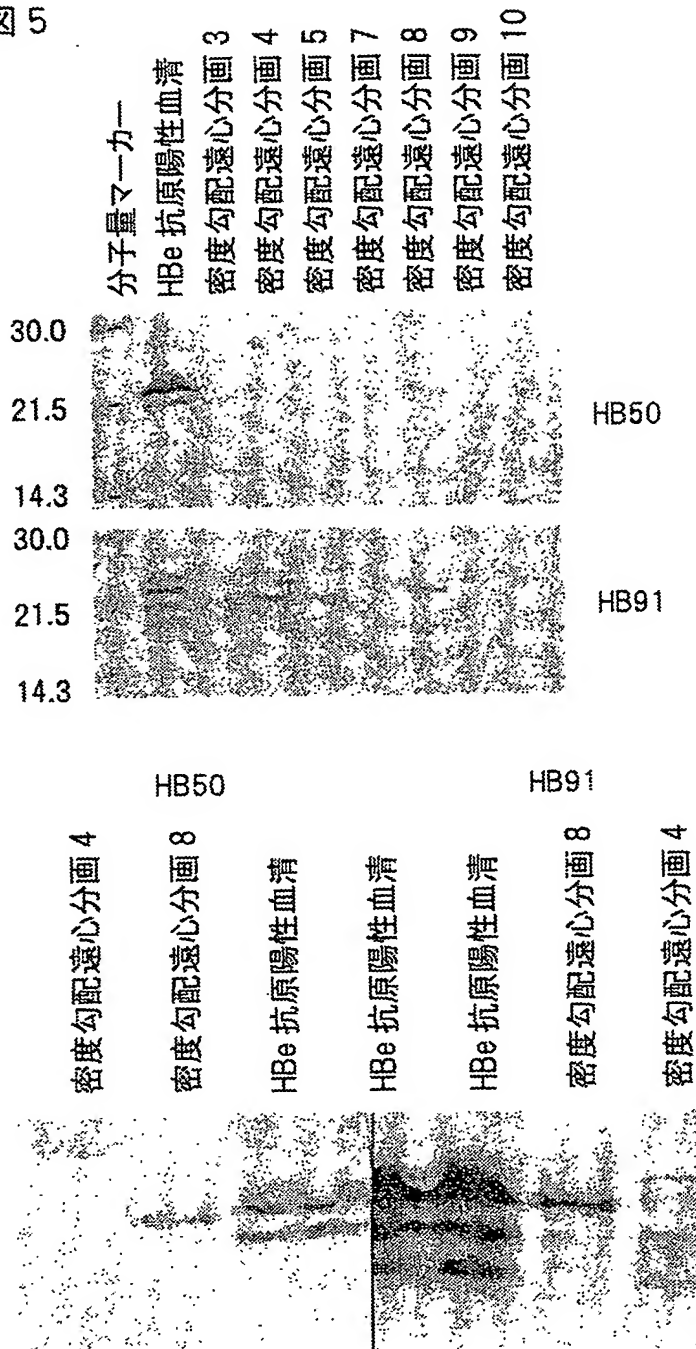 図5
分子量マーカー
HBe 抗原陽性血清
密度勾配遠心分画 3
密度勾配遠心分画 4
密度勾配遠心分画 5
密度勾配遠心分画 7
密度勾配遠心分画 8
密度勾配遠心分画 9
密度勾配遠心分画 10
30.0
21.5
14.3
HB50
30.0
21.5
14.3
HB91
HB50
HB91
密度勾配遠心分画 4
密度勾配遠心分画 8
HBe 抗原陽性血清
HBe 抗原陽性血清
HBe 抗原陽性血清
密度勾配遠心分画 8
密度勾配遠心分画 4